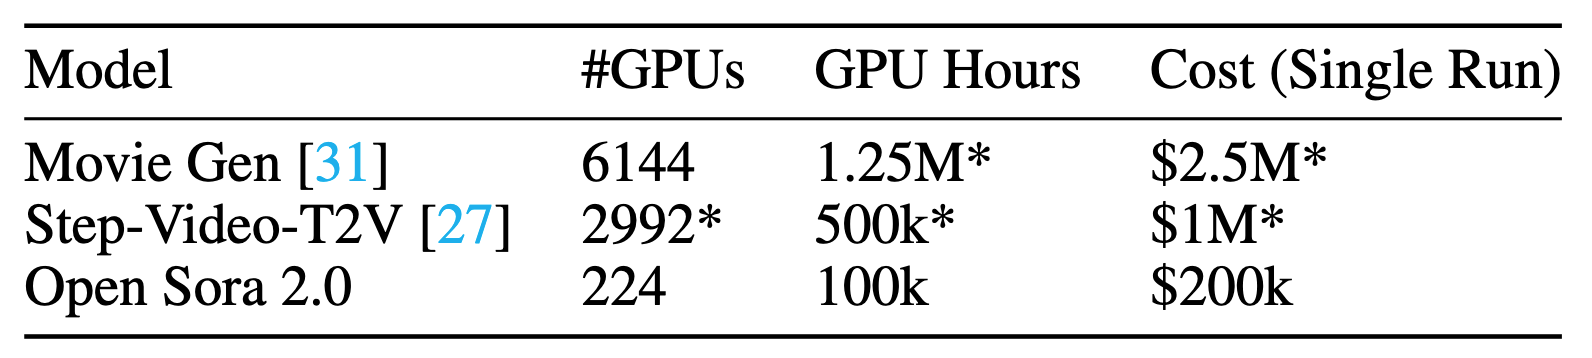 Model #GPUs GPU Hours Cost (Single Run)
Movie Gen [31] 6144 1.25M* $2.5M*
Step-Video-T2V [27] 2992* 500k* $1M*
Open Sora 2.0 224 100k $200k